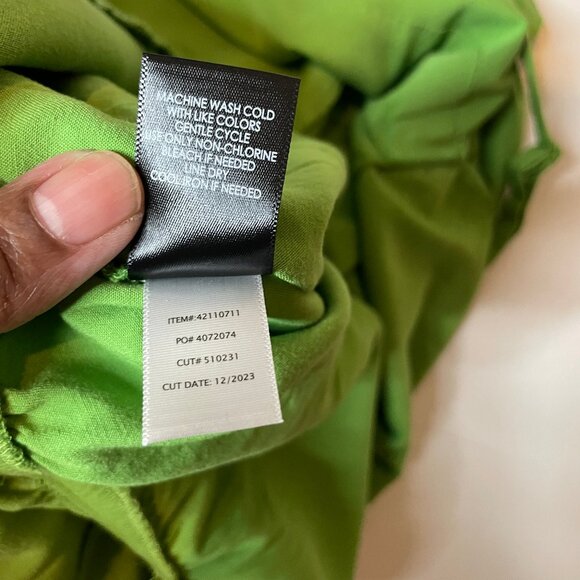 MACHINE WASH COLD
WITH LIKE COLORS
GENTLE CYCLE
ONLY NON-CHLORINE
BLEACH IF NEEDED
LINE DRY
COOL IRON IF NEEDED
ITEM#:42110711
PO# 4072074
CUT# 510231
CUT DATE: 12/2023